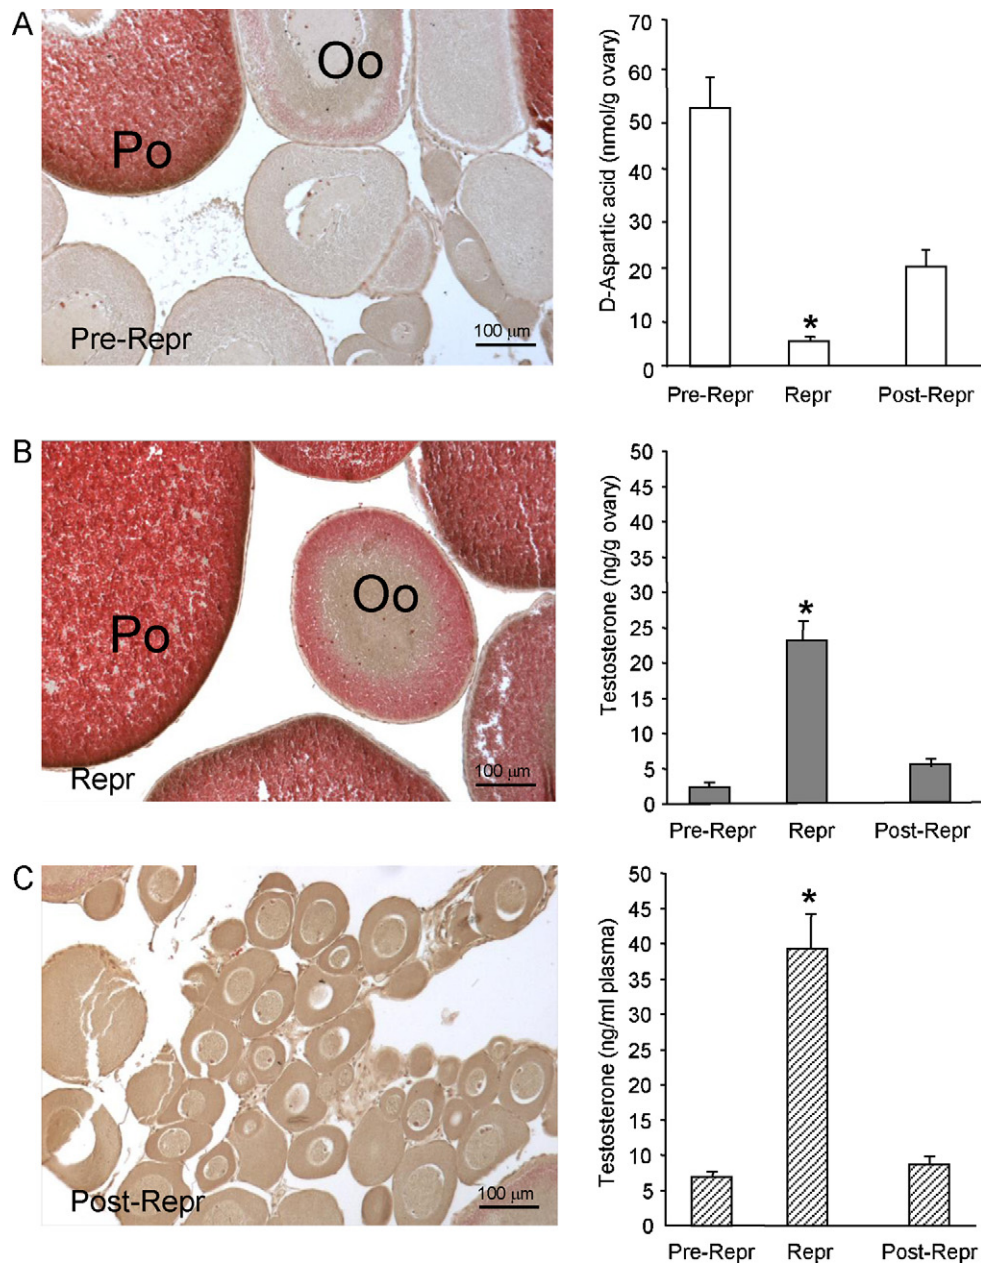 A
Oo
Po
Pre-Repr
100 μm
D-Aspartic acid (nmol/g ovary)
70
60
50
60
50
20
10
0
*
Pre-Repr Repr Post-Repr
B
Oo
Po
Repr
100 μm
Testosterone (ng/g ovary)
50
45
40
35
30
25
20
15
10
5
0
*
Pre-Repr Repr Post-Repr
C
Post-Repr
100 μm
Testosterone (ng/ml plasma)
50
45
40
35
40
45
20
15
10
5
0
*
Pre-Repr Repr Post-Repr